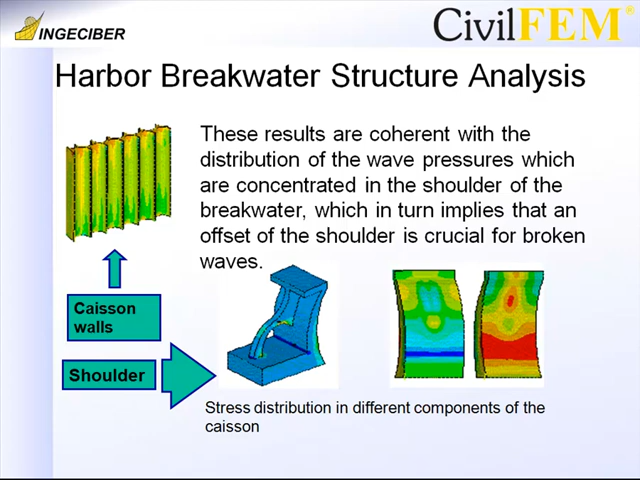 INGECIBER
CivilFEM®
Harbor Breakwater Structure Analysis
These results are coherent with the
distribution of the wave pressures which
are concentrated in the shoulder of the
breakwater, which in turn implies that an
offset of the shoulder is crucial for broken
waves.
Caisson
walls
Shoulder
Stress distribution in different components of the
caisson